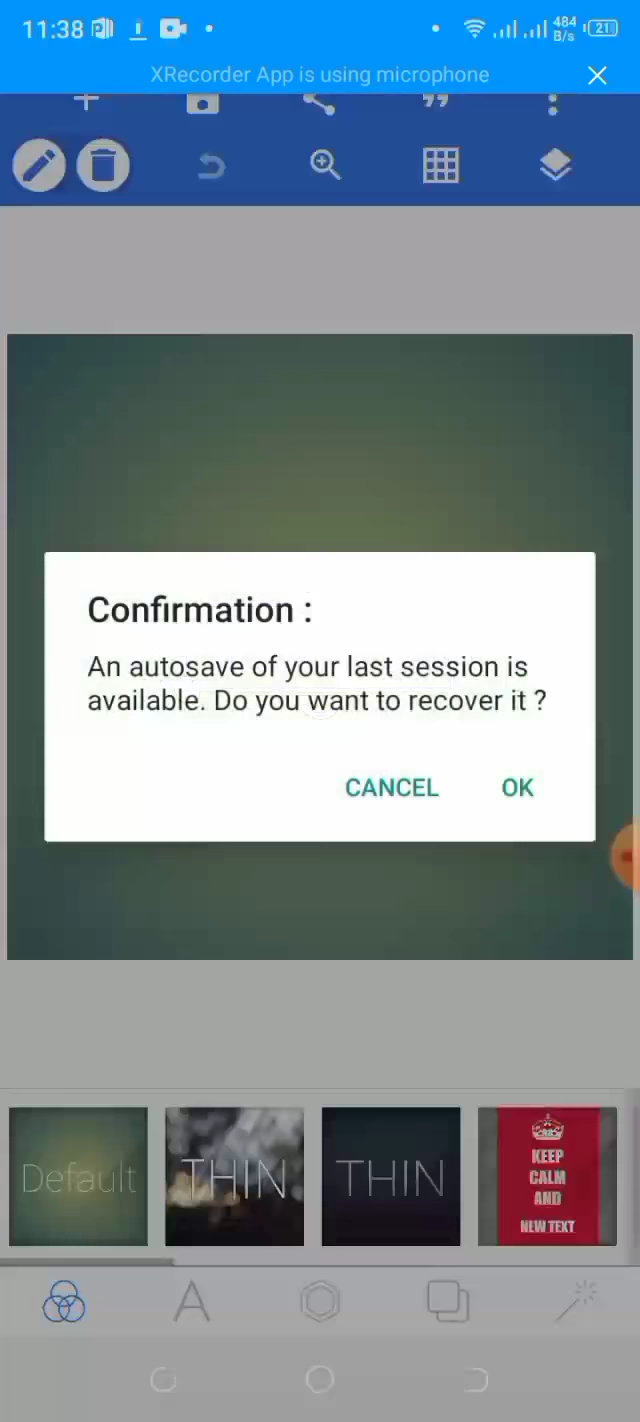 11:38
484
B/s
21
XRecorder App is using microphone
Confirmation :
An autosave of your last session is
available. Do you want to recover it ?
CANCEL
OK
Default
THIN
THIN
KEEP
CALM
AND
NEW TEXT